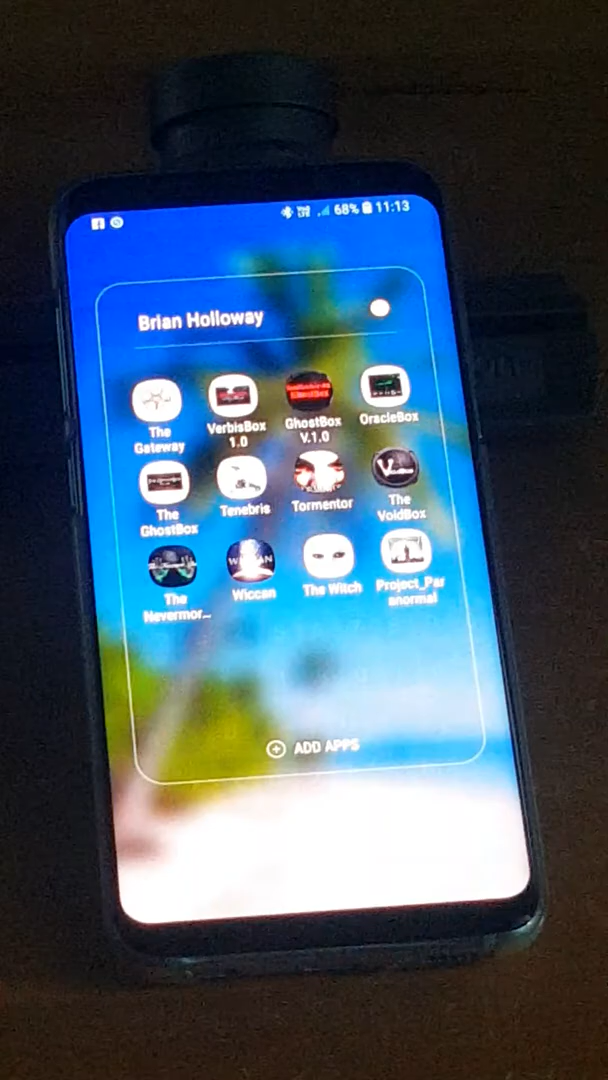 VoLTE 68% 11:13
Brian Holloway
The Gateway
VerbisBox 1.0
GhostBox V.1.0
OracleBox
The GhostBox
Tenebris
Tormentor
The VoidBox
The Nevermor...
Wiccan
The Witch
Project_Paranormal
ADD APPS